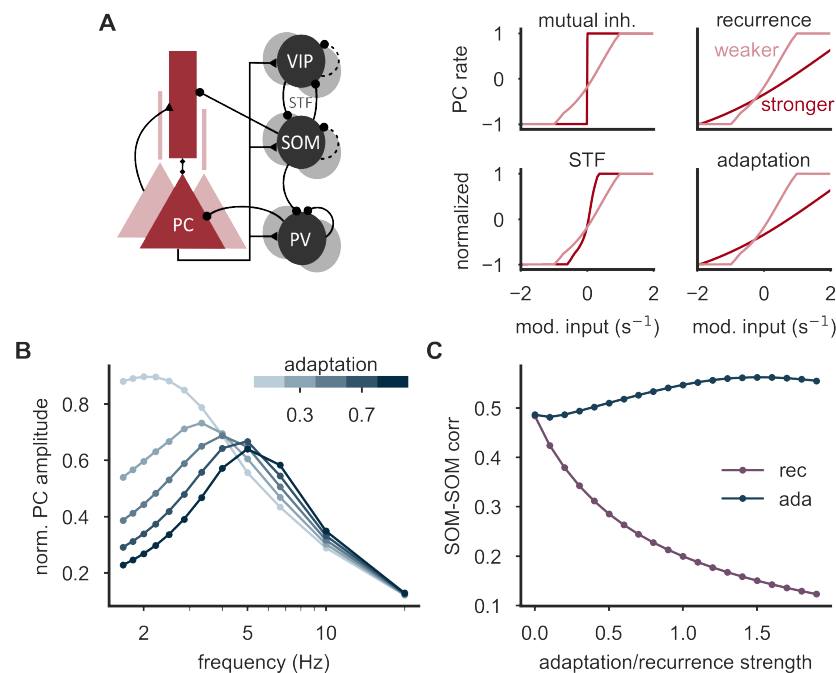 A
VIP
STF
SOM
PC
PV
mutual inh.
recurrence
PC rate
1
0
−1
weaker
stronger
STF
adaptation
normalized
1
0
−1
−2 0 2
−2 0 2
mod. input (s⁻¹)
mod. input (s⁻¹)
B
adaptation
0.3 0.7
norm. PC amplitude
0.8
0.6
0.4
0.2
2 5 10
frequency (Hz)
C
SOM-SOM corr
0.5
0.4
0.3
0.2
0.1
rec
ada
0.0 0.5 1.0 1.5
adaptation/recurrence strength